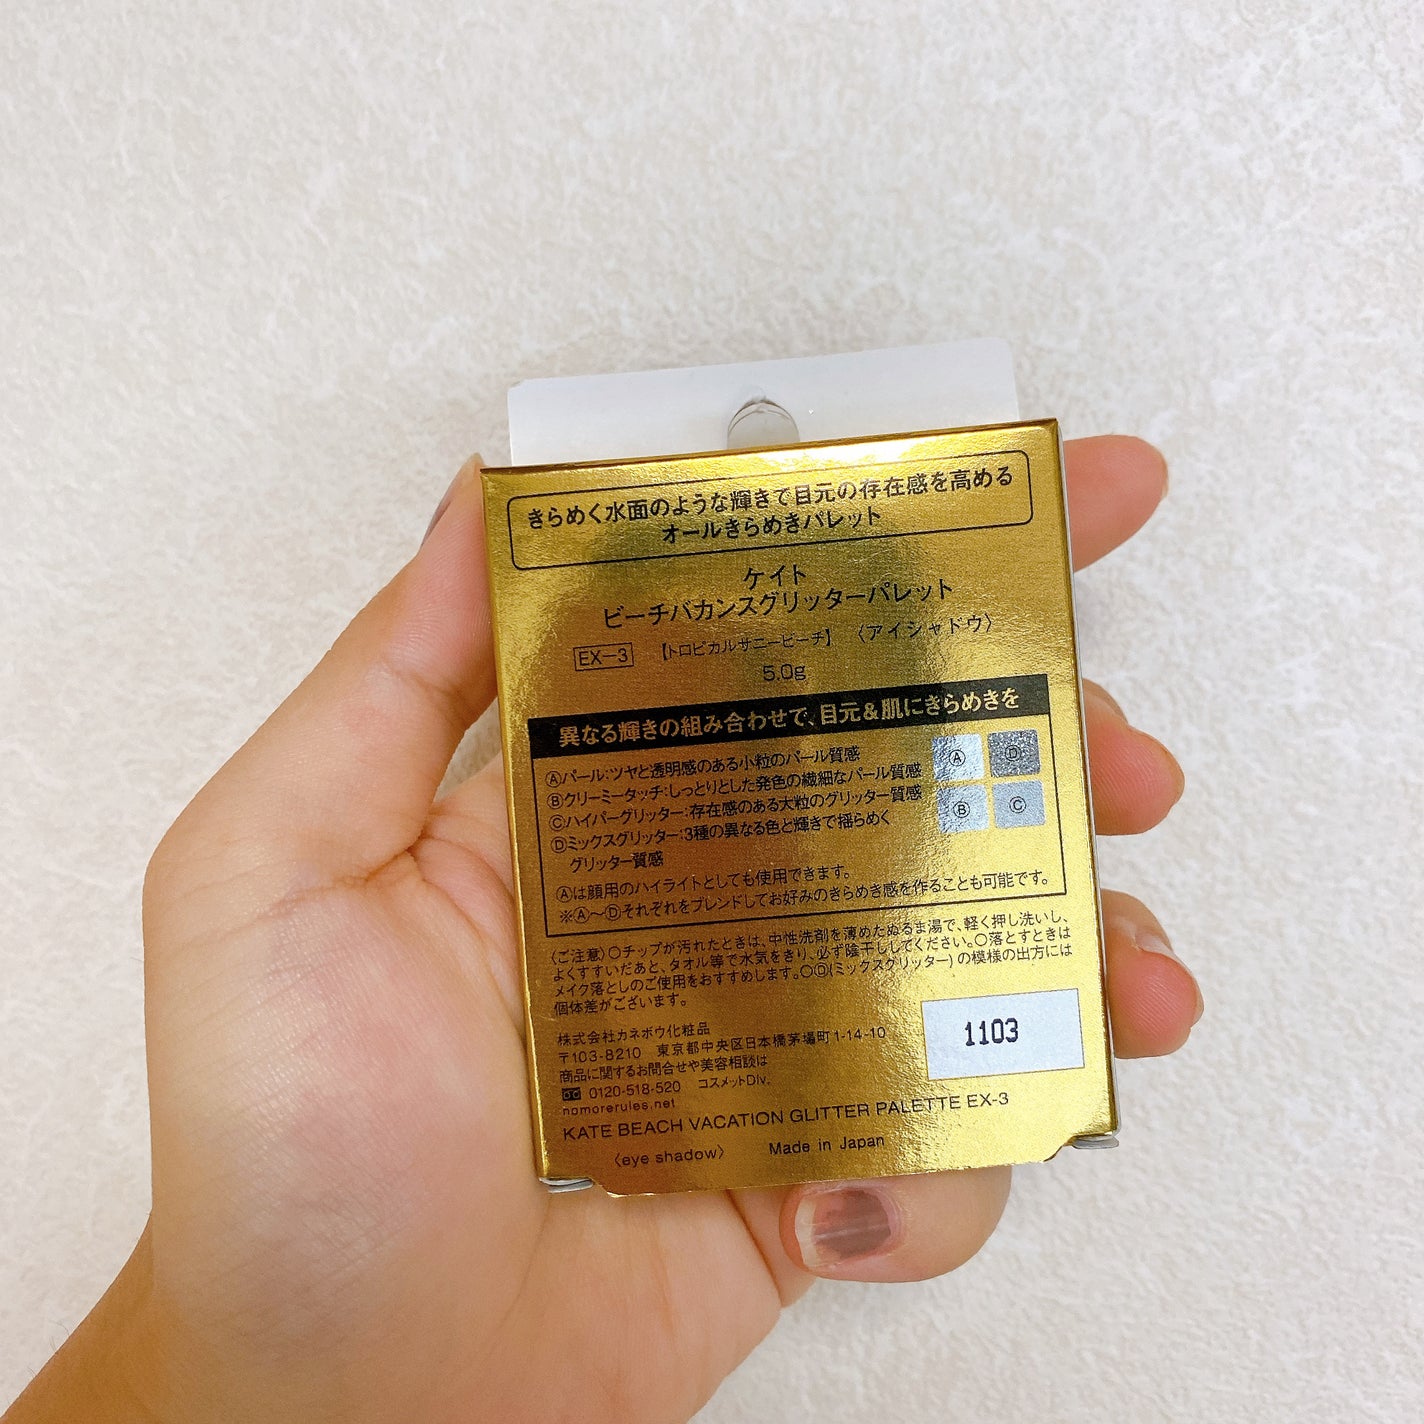 きらめく水面のような輝きで目元の存在感を高める
オールきらめきパレット
ケイト
ビーチバカンスグリッターパレット
EX-3 【トロピカルサニービーチ】 〈アイシャドウ〉
5.0g
異なる輝きの組み合わせで、目元&肌にきらめきを
Ⓐパール:ツヤと透明感のある小粒のパール質感
Ⓑクリーミータッチ:しっとりとした発色の繊細なパール質感
Ⓒハイパーグリッター:存在感のある大粒のグリッター質感
Ⓓミックスグリッター:3種の異なる色と輝きで揺らめく
グリッター質感
Ⓐ Ⓓ
Ⓑ Ⓒ
Ⓐは顔用のハイライトとしても使用できます。
※Ⓐ〜Ⓓそれぞれをブレンドしてお好みのきらめき感を作ることも可能です。
〈ご注意〉○チップが汚れたときは、中性洗剤を薄めたぬるま湯で、軽く押し洗いし、
よくすすいだあと、タオル等で水気をきり、必ず陰干ししてください。○落とすときは
メイク落としのご使用をおすすめします。○Ⓓ(ミックスグリッター)の模様の出方には
個体差がございます。
株式会社カネボウ化粧品
〒103-8210 東京都中央区日本橋茅場町1-14-10
商品に関するお問合せや美容相談は
0120-518-520 コスメットDiv.
nomorerules.net
1103
KATE BEACH VACATION GLITTER PALETTE EX-3
〈eye shadow〉 Made in Japan